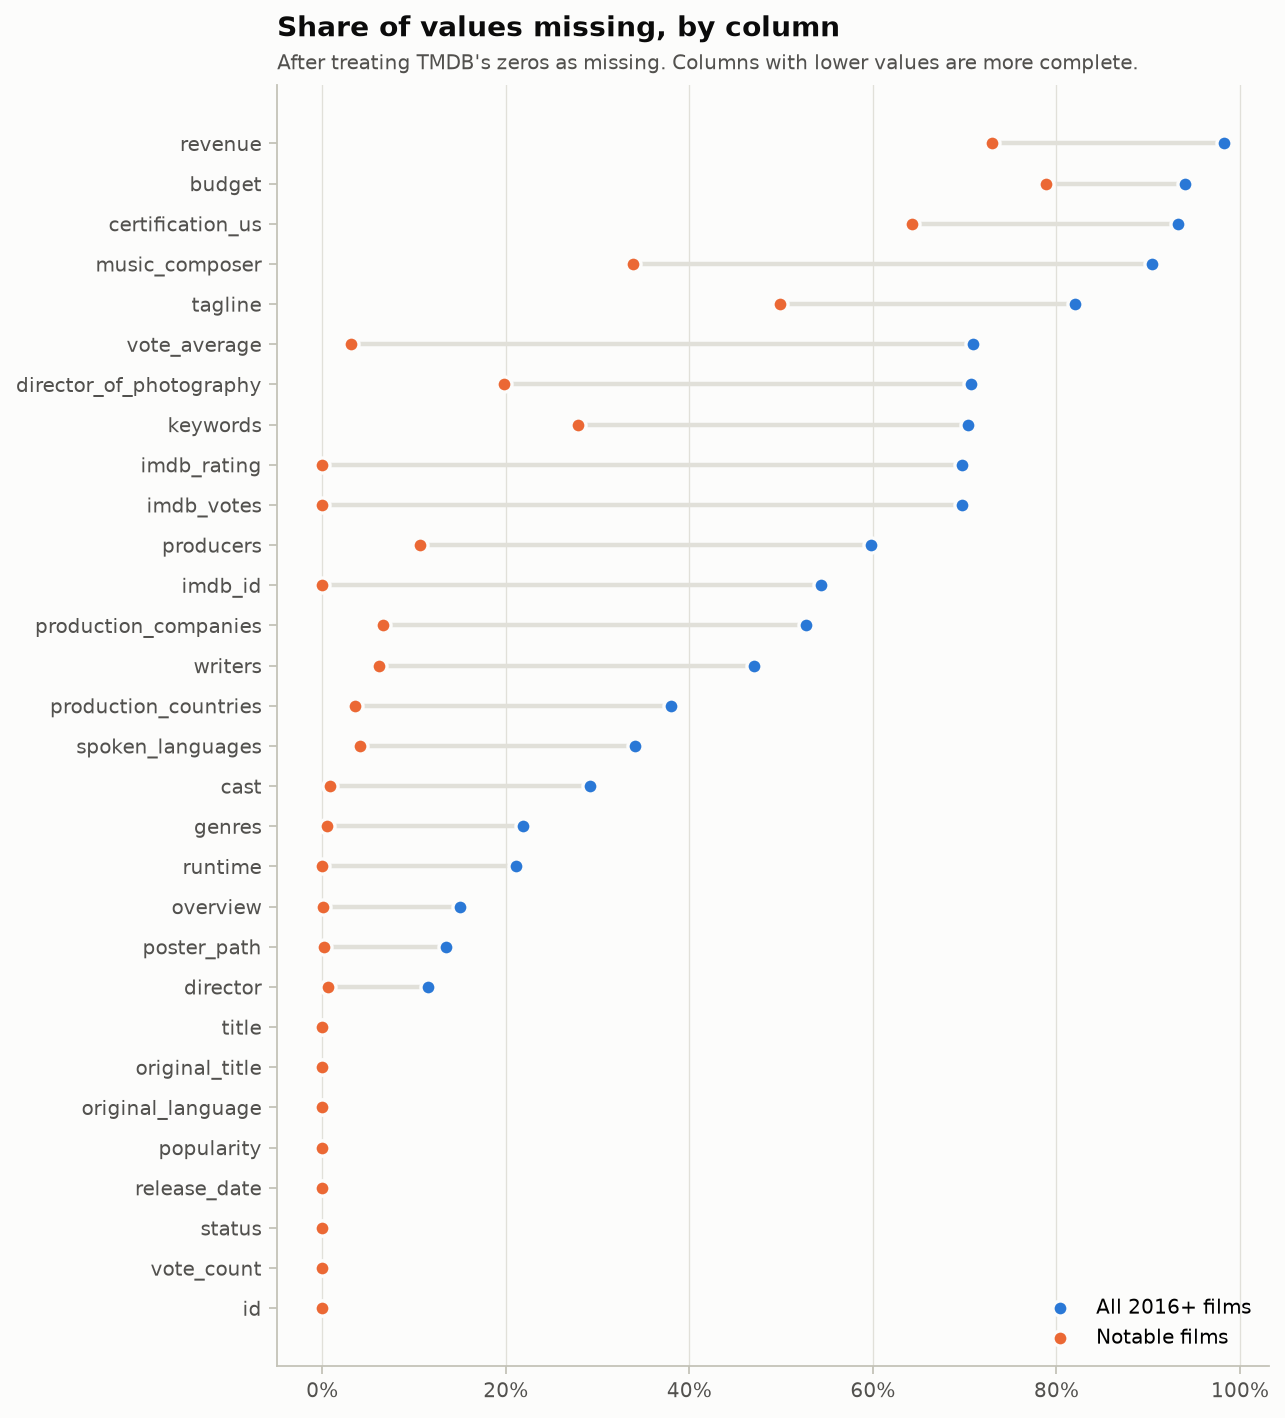 Share of values missing, by column
After treating TMDB's zeros as missing. Columns with lower values are more complete.
revenue
budget
certification_us
music_composer
tagline
vote_average
director_of_photography
keywords
imdb_rating
imdb_votes
producers
imdb_id
production_companies
writers
production_countries
spoken_languages
cast
genres
runtime
overview
poster_path
director
title
original_title
original_language
popularity
release_date
status
vote_count
id
All 2016+ films
Notable films
0% 20% 40% 60% 80% 100%